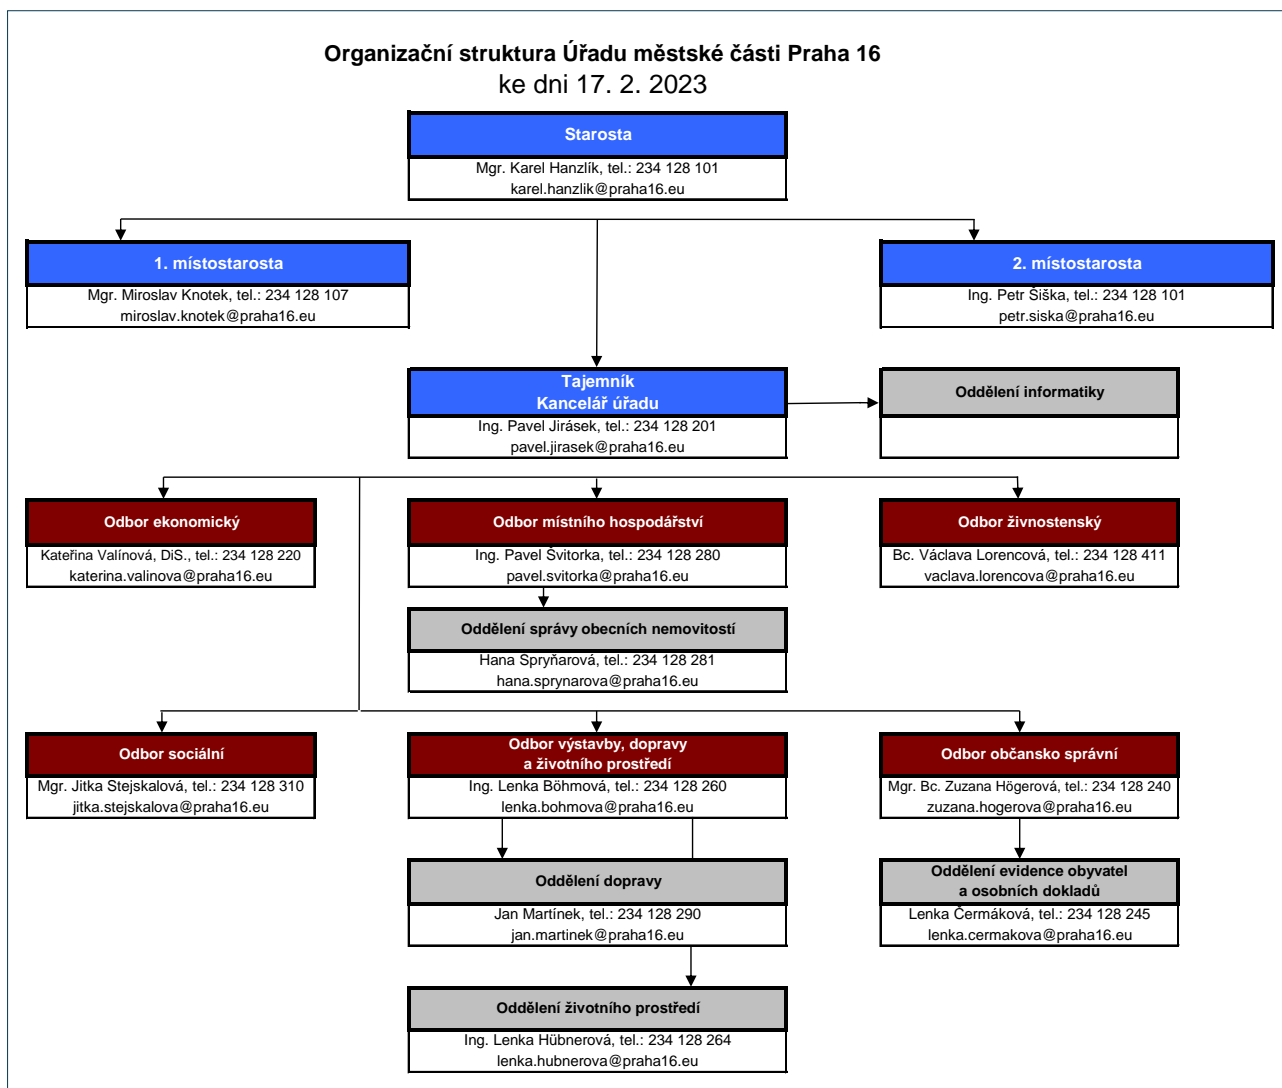 Organizační struktura Úřadu městské části Praha 16
ke dni 17. 2. 2023
Starosta
Mgr. Karel Hanzlík, tel.: 234 128 101
karel.hanzlik@praha16.eu
1. místostarosta
Mgr. Miroslav Knotek, tel.: 234 128 107
miroslav.knotek@praha16.eu
2. místostarosta
Ing. Petr Šiška, tel.: 234 128 101
petr.siska@praha16.eu
Tajemník
Kancelář úřadu
Ing. Pavel Jirásek, tel.: 234 128 201
pavel.jirasek@praha16.eu
Oddělení informatiky
Odbor ekonomický
Kateřina Valínová, DiS., tel.: 234 128 220
katerina.valinova@praha16.eu
Odbor místního hospodářství
Ing. Pavel Švitorka, tel.: 234 128 280
pavel.svitorka@praha16.eu
Odbor živnostenský
Bc. Václava Lorencová, tel.: 234 128 411
vaclava.lorencova@praha16.eu
Oddělení správy obecních nemovitostí
Hana Spryňarová, tel.: 234 128 281
hana.sprynarova@praha16.eu
Odbor sociální
Mgr. Jitka Stejskalová, tel.: 234 128 310
jitka.stejskalova@praha16.eu
Odbor výstavby, dopravy
a životního prostředí
Ing. Lenka Böhmová, tel.: 234 128 260
lenka.bohmova@praha16.eu
Odbor občansko správní
Mgr. Bc. Zuzana Högerová, tel.: 234 128 240
zuzana.hogerova@praha16.eu
Oddělení dopravy
Jan Martínek, tel.: 234 128 290
jan.martinek@praha16.eu
Oddělení evidence obyvatel
a osobních dokladů
Lenka Čermáková, tel.: 234 128 245
lenka.cermakova@praha16.eu
Oddělení životního prostředí
Ing. Lenka Hübnerová, tel.: 234 128 264
lenka.hubnerova@praha16.eu